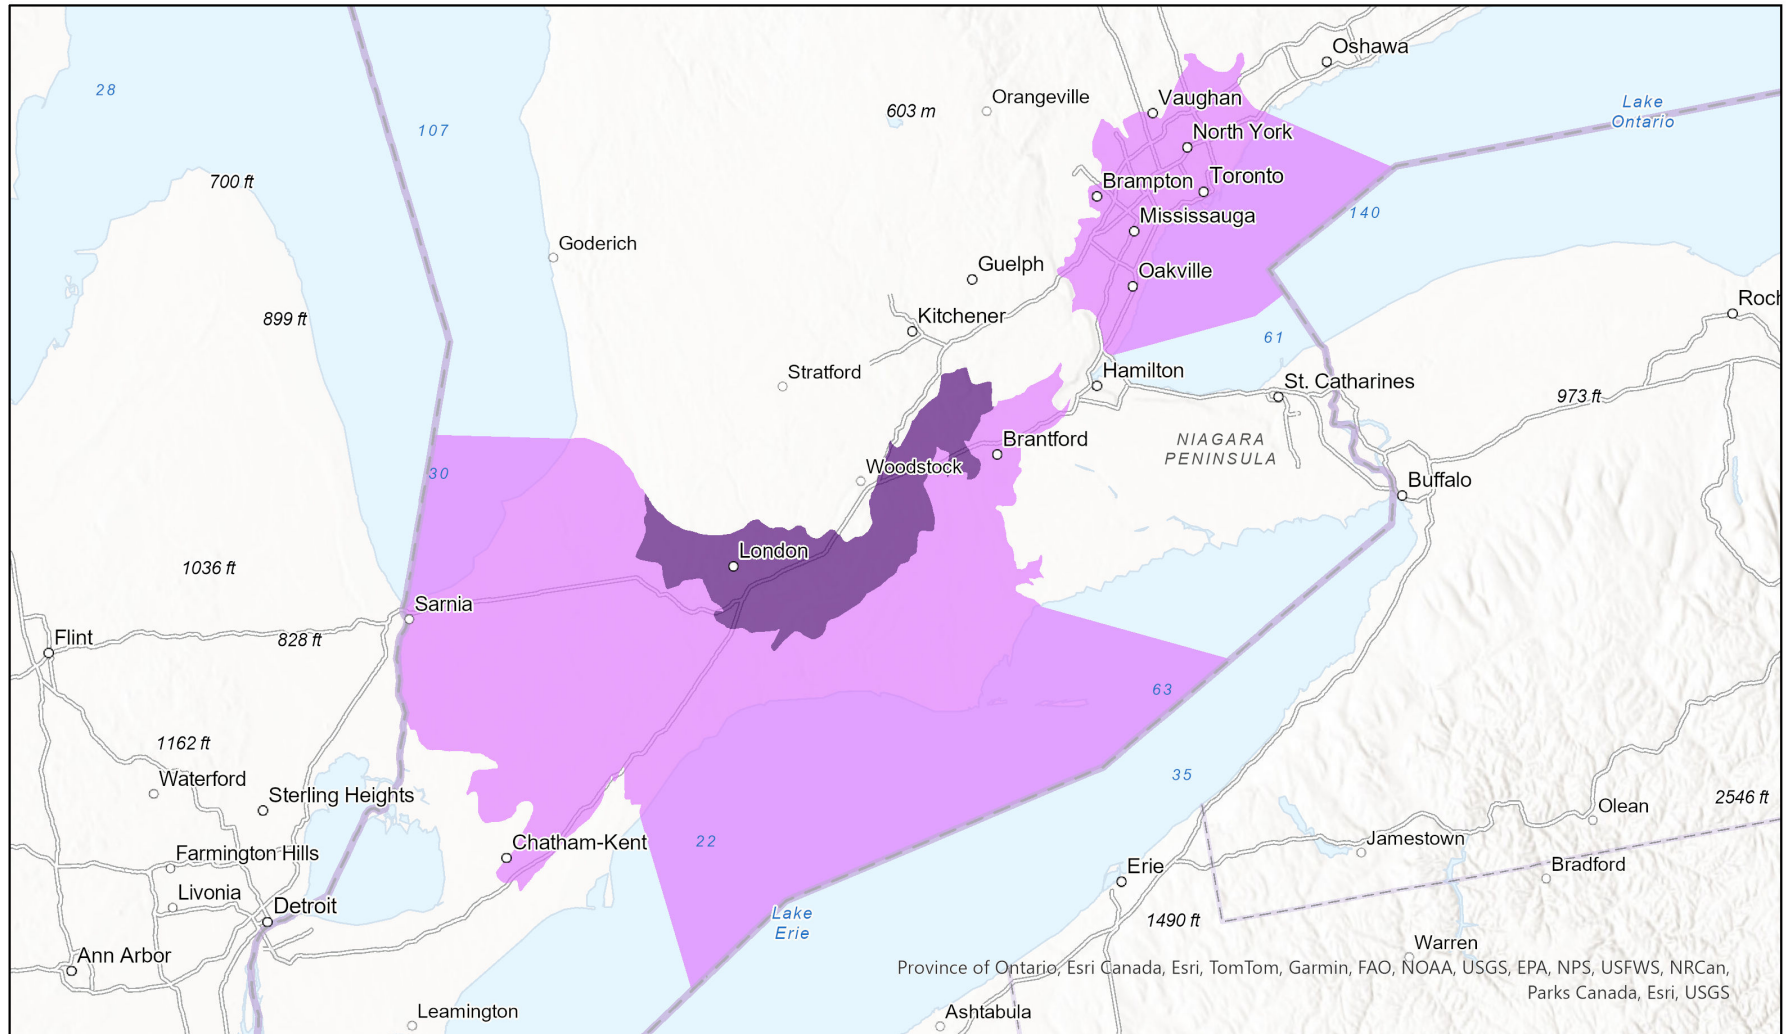 Oshawa
28
Orangeville
Vaughan
603 m
Lake
Ontario
107
North York
700 ft
Brampton
Toronto
Mississauga
140
Goderich
Guelph
Oakville
Roch
899 ft
Kitchener
61
Stratford
Hamilton
St. Catharines
973 ft
Brantford
NIAGARA
PENINSULA
30
Woodstock
Buffalo
London
1036 ft
Sarnia
Flint
828 ft
63
1162 ft
Waterford
35
Sterling Heights
2546 ft
Olean
22
Chatham-Kent
Jamestown
Farmington Hills
Erie
Bradford
Livonia
Detroit
Lake
Erie
1490 ft
Warren
Ann Arbor
Province of Ontario, Esri Canada, Esri, TomTom, Garmin, FAO, NOAA, USGS, EPA, NPS, USFWS, NRCan,
Parks Canada, Esri, USGS
Leamington
Ashtabula